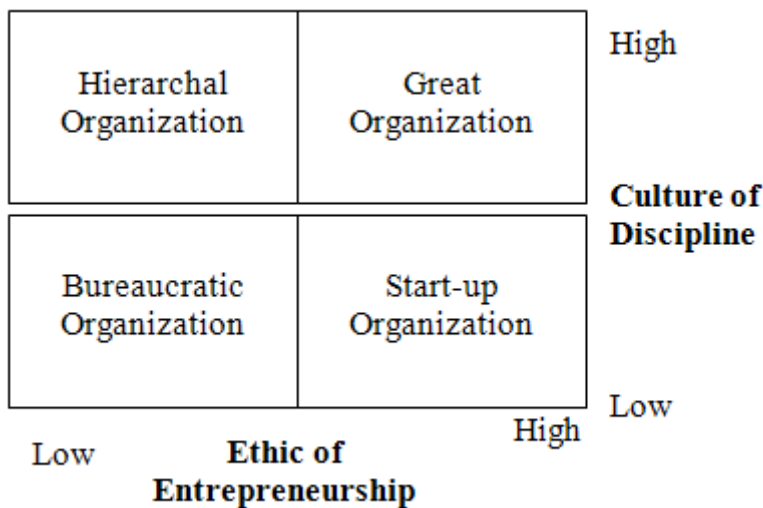 Hierarchal
Organization
Great
Organization
High
Culture of
Discipline
Bureaucratic
Organization
Start-up
Organization
Low
High
Low
Ethic of
Entrepreneurship